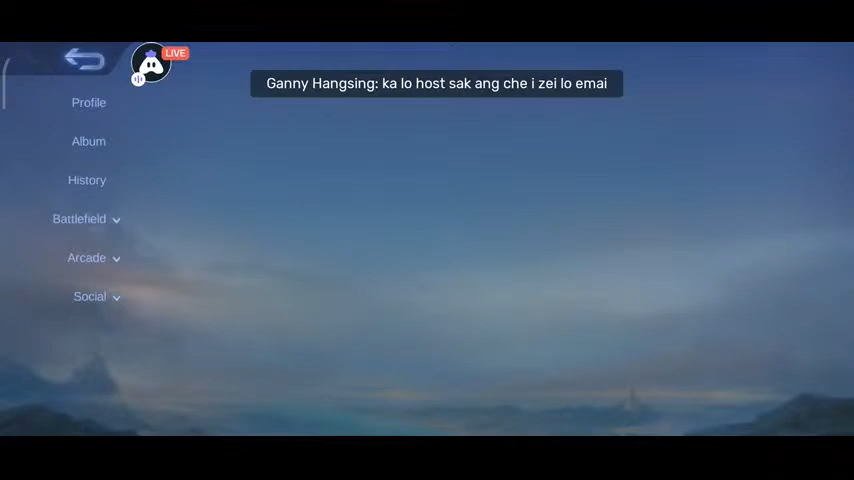 LIVE
Ganny Hangsing: ka lo host sak ang che i zei lo emai
Profile
Album
History
Battlefield
Arcade
Social